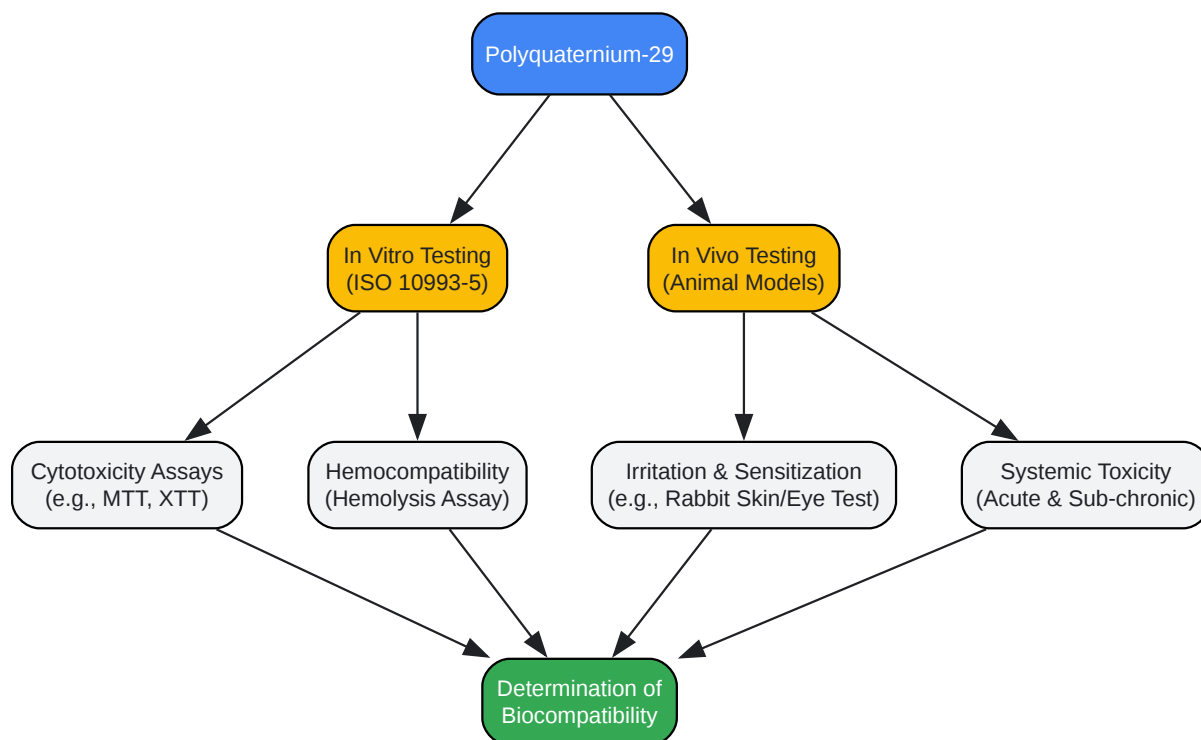 Polyquaternium-29
In Vitro Testing
(ISO 10993-5)
In Vivo Testing
(Animal Models)
Cytotoxicity Assays
(e.g., MTT, XTT)
Hemocompatibility
(Hemolysis Assay)
Irritation & Sensitization
(e.g., Rabbit Skin/Eye Test)
Systemic Toxicity
(Acute & Sub-chronic)
Determination of
Biocompatibility